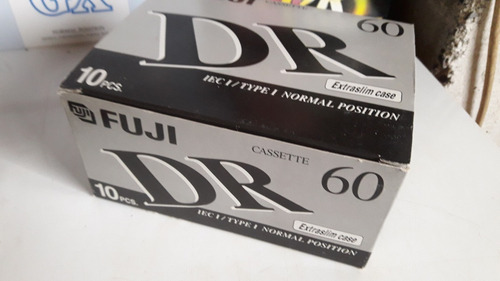 60
DR
10 PCS.
IEC I / TYPE I NORMAL POSITION
Extraslim case
FUJI
FUJI
CASSETTE
DR
60
10 PCS.
IEC I / TYPE I NORMAL POSITION
Extraslim case